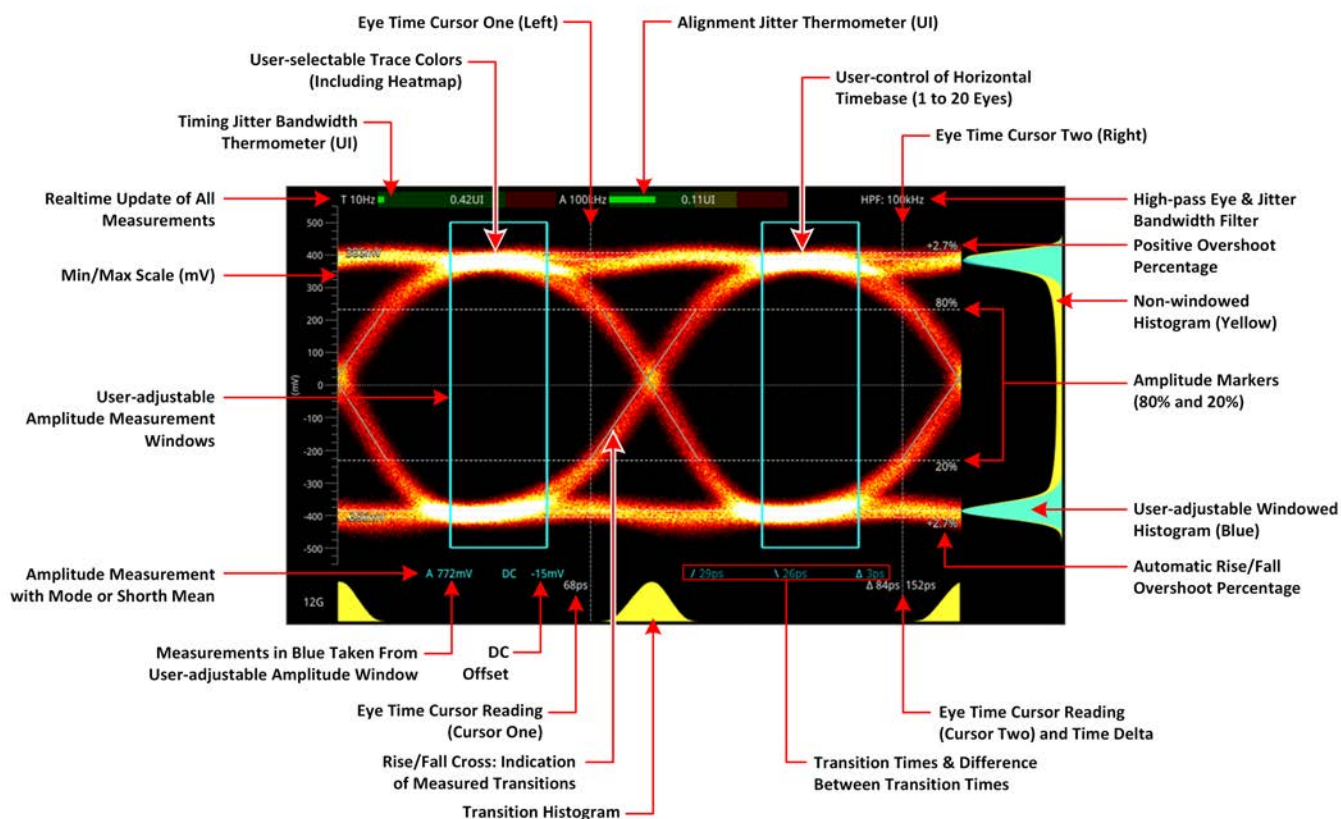 Eye Time Cursor One (Left)
Alignment Jitter Thermometer (UI)
User-selectable Trace Colors
(Including Heatmap)
User-control of Horizontal
Timebase (1 to 20 Eyes)
Timing Jitter Bandwidth
Thermometer (UI)
Eye Time Cursor Two (Right)
Realtime Update of All
Measurements
T 10Hz
0.42UI
A 100kHz
0.11UI
HPF: 100kHz
High-pass Eye & Jitter
Bandwidth Filter
500
400
300
200
100
0
-100
-200
-300
-400
-500
(mV)
+2.7%
Positive Overshoot
Percentage
Min/Max Scale (mV)
80%
Non-windowed
Histogram (Yellow)
User-adjustable
Amplitude Measurement
Windows
Amplitude Markers
(80% and 20%)
20%
+2.7%
User-adjustable Windowed
Histogram (Blue)
Amplitude Measurement
with Mode or Shorth Mean
A 772mV
DC
-15mV
/ 29ps
\ 26ps
Δ 3ps
68ps
Δ 84ps
152ps
Automatic Rise/Fall
Overshoot Percentage
12G
Measurements in Blue Taken From
User-adjustable Amplitude Window
DC
Offset
Eye Time Cursor Reading
(Cursor One)
Eye Time Cursor Reading
(Cursor Two) and Time Delta
Rise/Fall Cross: Indication
of Measured Transitions
Transition Times & Difference
Between Transition Times
Transition Histogram